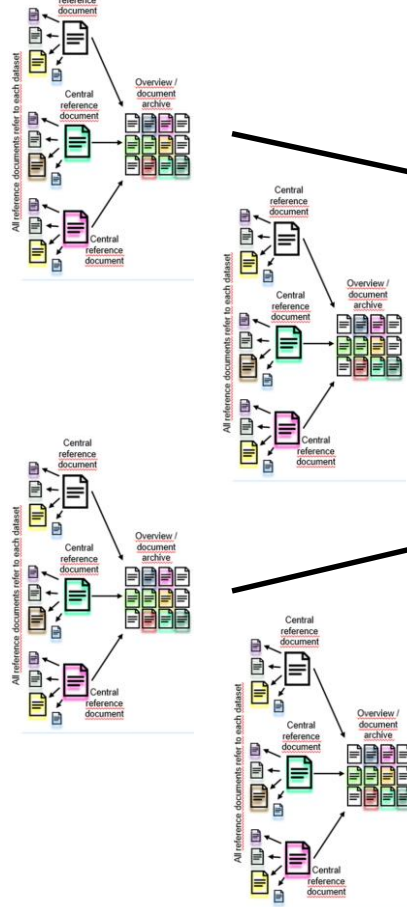 reference
document
Overview /
document
archive
Central
reference
document
Central
reference
document
All reference documents refer to each dataset
Central
reference
document
Overview /
document
archive
Central
reference
document
Central
reference
document
All reference documents refer to each dataset
Central
reference
document
Overview /
document
archive
Central
reference
document
Central
reference
document
All reference documents refer to each dataset
Central
reference
document
Overview /
document
archive
Central
reference
document
Central
reference
document
All reference documents refer to each dataset